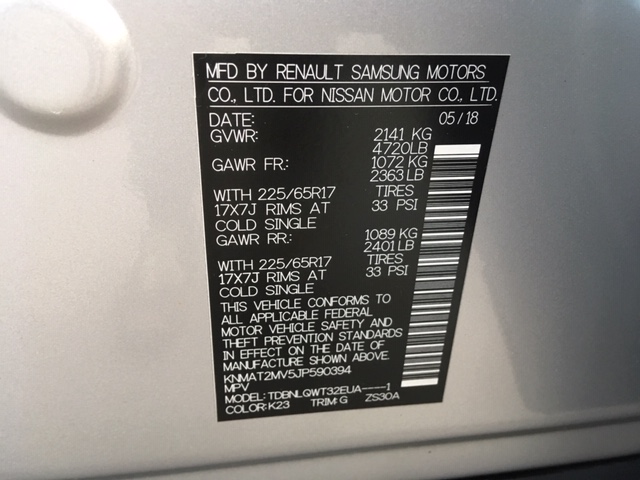 MFD BY RENAULT SAMSUNG MOTORS
CO., LTD. FOR NISSAN MOTOR CO., LTD.
DATE: 05/18
GVWR: 2141 KG
4720LB
GAWR FR: 1072 KG
2363 LB
WITH 225/65R17 TIRES
17X7J RIMS AT 33 PSI
COLD SINGLE
GAWR RR: 1089 KG
2401 LB
WITH 225/65R17 TIRES
17X7J RIMS AT 33 PSI
COLD SINGLE
THIS VEHICLE CONFORMS TO
ALL APPLICABLE FEDERAL
MOTOR VEHICLE SAFETY AND
THEFT PREVENTION STANDARDS
IN EFFECT ON THE DATE OF
MANUFACTURE SHOWN ABOVE.
KNMAT2MV5JP590394
MPV
MODEL: TDBNLQWT32EUA----1
COLOR: K23 TRIM: G ZS30A